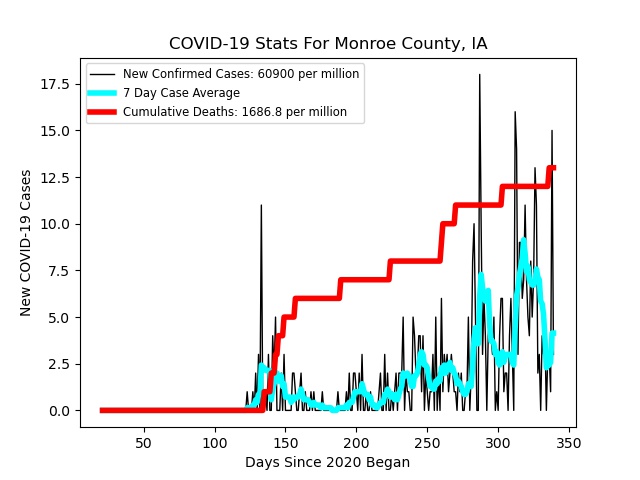 COVID-19 Stats For Monroe County, IA
New Confirmed Cases: 60900 per million
7 Day Case Average
Cumulative Deaths: 1686.8 per million
New COVID-19 Cases
17.5
15.0
12.5
10.0
7.5
5.0
2.5
0.0
50 100 150 200 250 300 350
Days Since 2020 Began